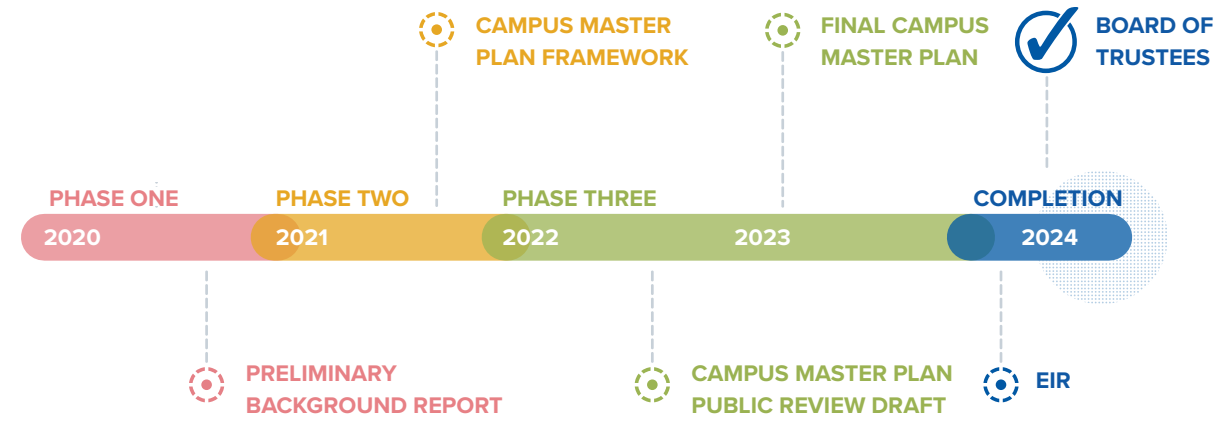 CAMPUS MASTER
PLAN FRAMEWORK
FINAL CAMPUS
MASTER PLAN
BOARD OF
TRUSTEES
PHASE ONE
PHASE TWO
PHASE THREE
COMPLETION
2020
2021
2022
2023
2024
PRELIMINARY
BACKGROUND REPORT
CAMPUS MASTER PLAN
PUBLIC REVIEW DRAFT
EIR